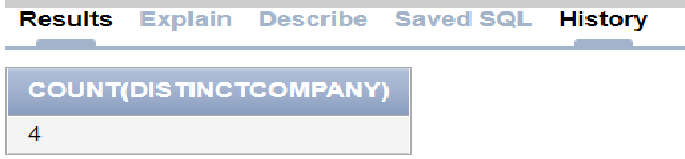 Results Explain Describe Saved SQL History
COUNT(DISTINCTCOMPANY)
4